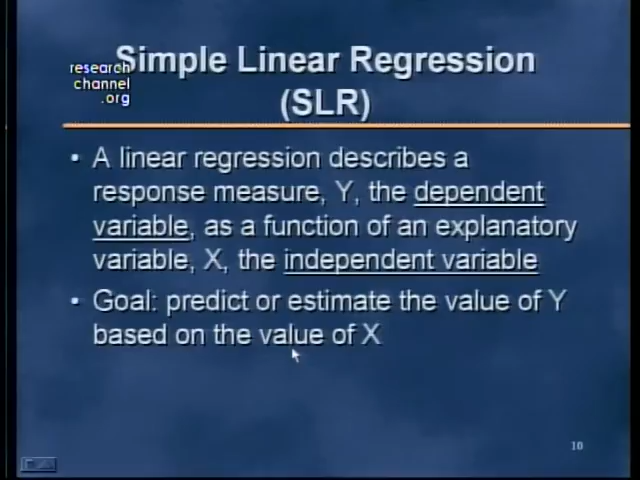 Simple Linear Regression
(SLR)
research
channel
.org
• A linear regression describes a
response measure, Y, the dependent
variable, as a function of an explanatory
variable, X, the independent variable
• Goal: predict or estimate the value of Y
based on the value of X
10